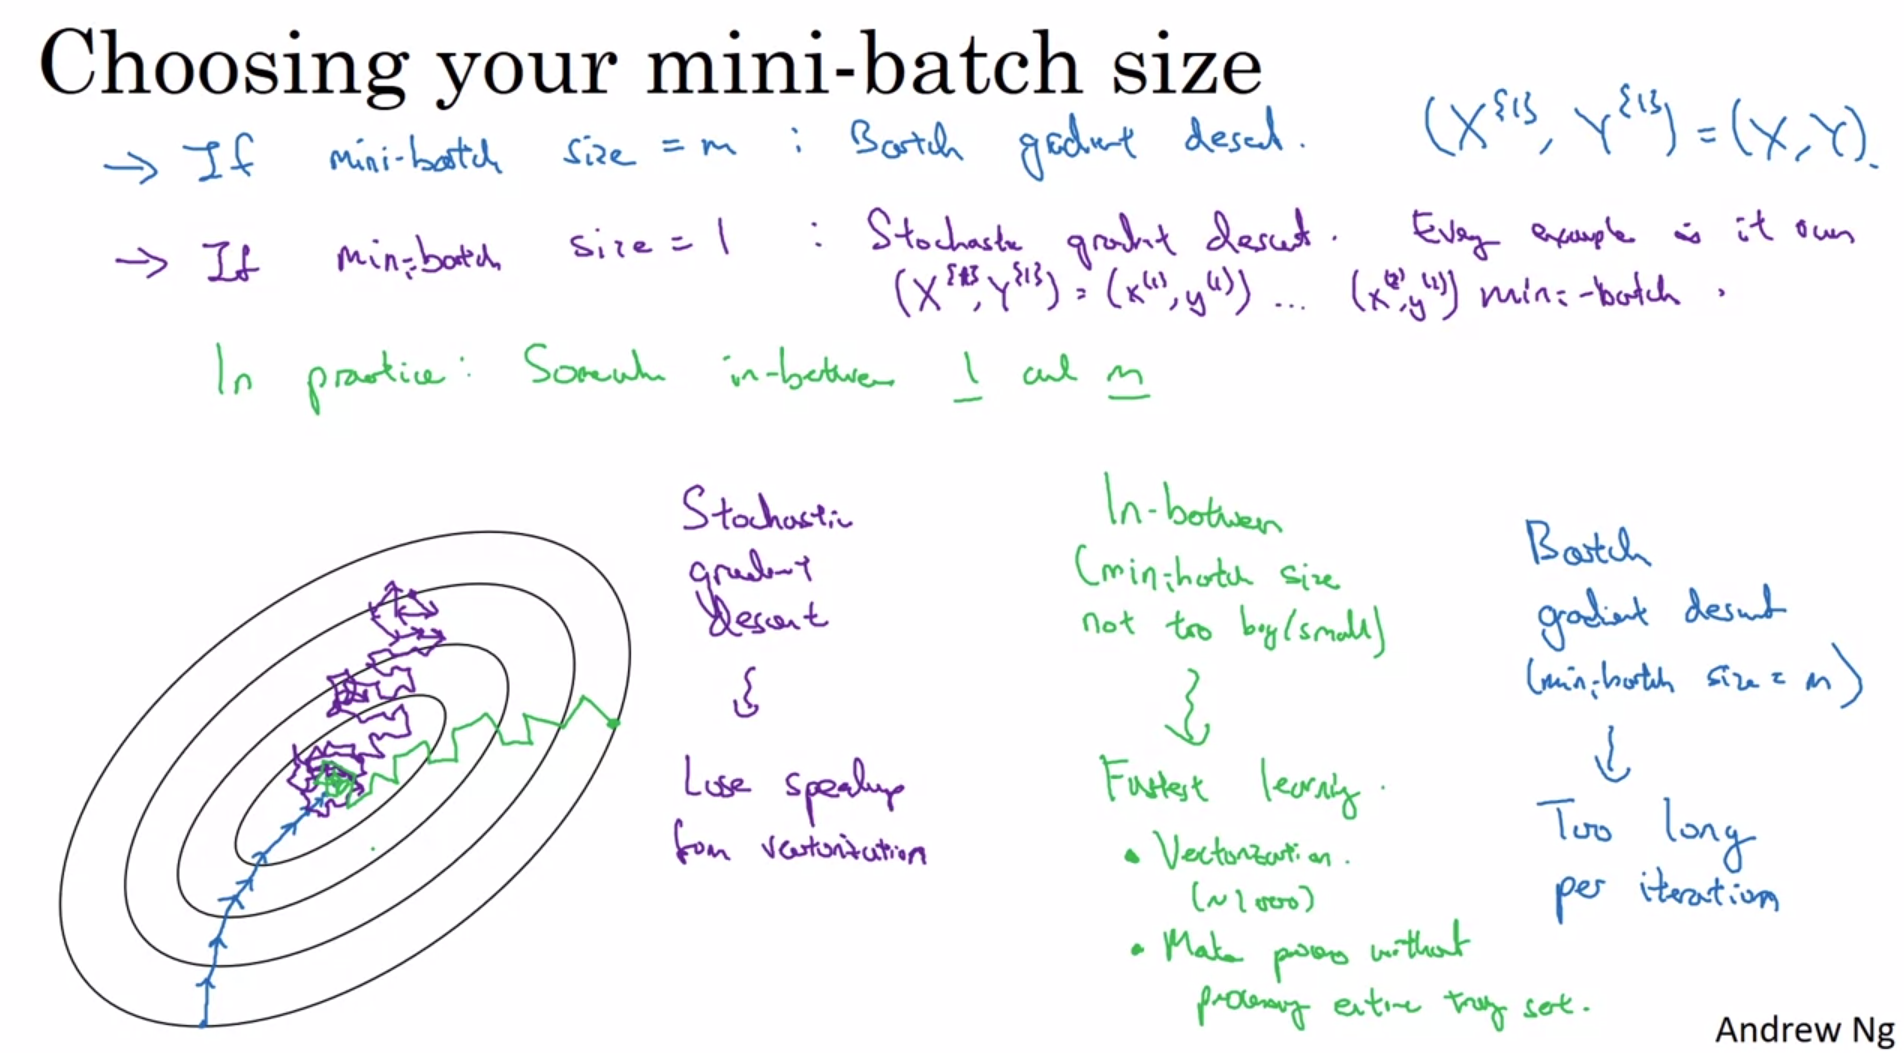 Choosing your mini-batch size
→ If mini-batch size = m : Batch gradient descent. (X^{1}, Y^{1}) = (X, Y).
→ If mini-batch size = 1 : Stochastic gradient descent. Every example is it own
(X^{1}, Y^{1}) = (x^(1), y^(1)) ... (x^(2), y^(2)) mini-batch.
In practice: Somewhere in-between 1 and m
Stochastic
gradient
descent
Lose speedup
from vectorization
In-between
(mini-batch size
not too big/small)
Fastest learning.
• Vectorization.
(~1000)
• Make progress without
processing entire training set.
Batch
gradient descent
(mini-batch size = m)
Too long
per iteration
Andrew Ng